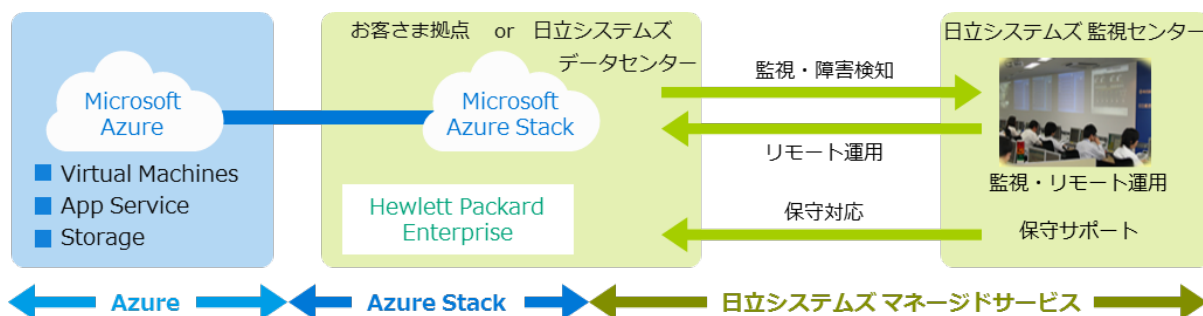 お客さま拠点 or 日立システムズ
データセンター
日立システムズ 監視センター
Microsoft
Azure
Microsoft
Azure Stack
監視・障害検知
リモート運用
監視・リモート運用
Virtual Machines
App Service
Storage
Hewlett Packard
Enterprise
保守対応
保守サポート
Azure
Azure Stack
日立システムズ マネージドサービス